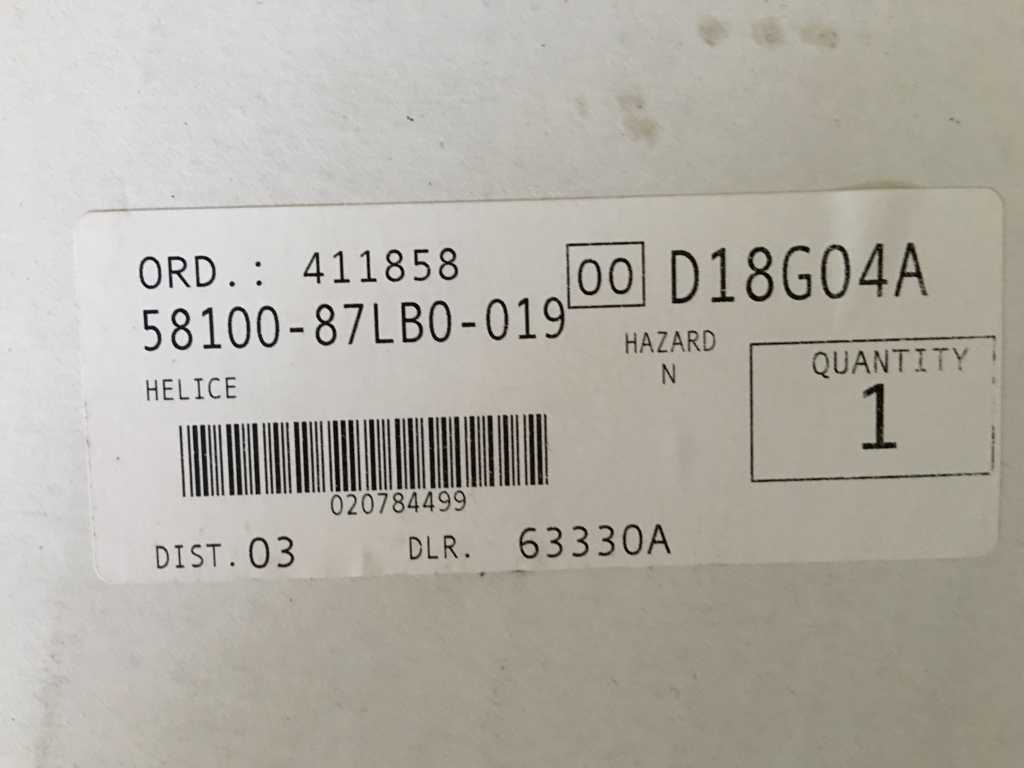 ORD.: 411858
00 D18G04A
58100-87LB0-019
HAZARD
N
QUANTITY
1
HELICE
020784499
DIST.03 DLR. 63330A